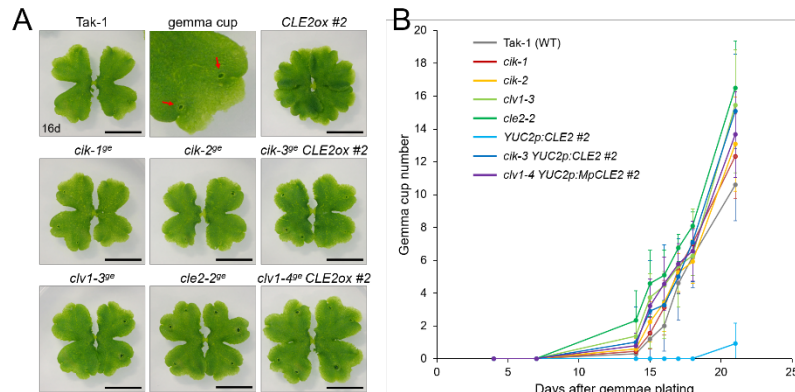 A
B
Tak-1 gemma cup CLE2ox #2
16d
cik-1ge cik-2ge cik-3ge CLE2ox #2
clv1-3ge cle2-2ge clv1-4ge CLE2ox #2
Gemma cup number
20
18
16
14
12
10
8
6
4
2
0
Tak-1 (WT)
cik-1
cik-2
clv1-3
cle2-2
YUC2p:CLE2 #2
cik-3 YUC2p:CLE2 #2
clv1-4 YUC2p:MpCLE2 #2
0 5 10 15 20 25
Days after gemmae plating